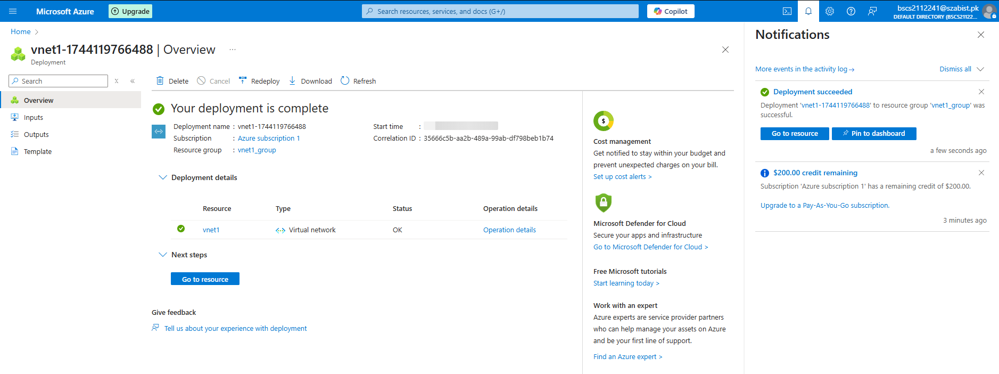 Microsoft Azure
Upgrade
Search resources, services, and docs (G+/)
Copilot
bscs2112241@szabist.pk
DEFAULT DIRECTORY (BSCS21122...
Home >
vnet1-1744119766488 | Overview ...
Deployment
Search
Overview
Inputs
Outputs
Template
Delete
Cancel
Redeploy
Download
Refresh
Your deployment is complete
Deployment name : vnet1-1744119766488
Subscription : Azure subscription 1
Resource group : vnet1_group
Start time :
Correlation ID : 35666c5b-aa2b-489a-99ab-df798beb1b74
Deployment details
Resource Type Status Operation details
vnet1 Virtual network OK Operation details
Next steps
Go to resource
Give feedback
Tell us about your experience with deployment
Cost management
Get notified to stay within your budget and
prevent unexpected charges on your bill.
Set up cost alerts >
Microsoft Defender for Cloud
Secure your apps and infrastructure
Go to Microsoft Defender for Cloud >
Free Microsoft tutorials
Start learning today >
Work with an expert
Azure experts are service provider partners
who can help manage your assets on Azure
and be your first line of support.
Find an Azure expert >
Notifications
More events in the activity log →
Dismiss all
Deployment succeeded
Deployment 'vnet1-1744119766488' to resource group 'vnet1_group' was
successful.
Go to resource
Pin to dashboard
a few seconds ago
$200.00 credit remaining
Subscription 'Azure subscription 1' has a remaining credit of $200.00.
Upgrade to a Pay-As-You-Go subscription.
3 minutes ago